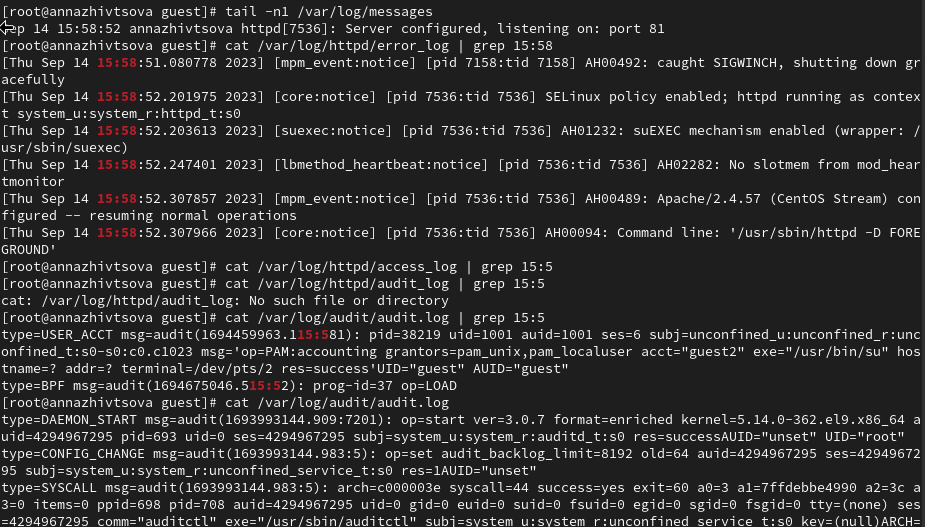 [root@annazhivtsova guest]# tail -n1 /var/log/messages
ep 14 15:58:52 annazhivtsova httpd[7536]: Server configured, listening on: port 81
[root@annazhivtsova guest]# cat /var/log/httpd/error_log | grep 15:58
[Thu Sep 14 15:58:51.080778 2023] [mpm_event:notice] [pid 7158:tid 7158] AH00492: caught SIGWINCH, shutting down gr
acefully
[Thu Sep 14 15:58:52.201975 2023] [core:notice] [pid 7536:tid 7536] SELinux policy enabled; httpd running as contex
t system_u:system_r:httpd_t:s0
[Thu Sep 14 15:58:52.203613 2023] [suexec:notice] [pid 7536:tid 7536] AH01232: suEXEC mechanism enabled (wrapper: /
usr/sbin/suexec)
[Thu Sep 14 15:58:52.247401 2023] [lbmethod_heartbeat:notice] [pid 7536:tid 7536] AH02282: No slotmem from mod_hear
tmonitor
[Thu Sep 14 15:58:52.307857 2023] [mpm_event:notice] [pid 7536:tid 7536] AH00489: Apache/2.4.57 (CentOS Stream) con
figured -- resuming normal operations
[Thu Sep 14 15:58:52.307966 2023] [core:notice] [pid 7536:tid 7536] AH00094: Command line: '/usr/sbin/httpd -D FORE
GROUND'
[root@annazhivtsova guest]# cat /var/log/httpd/access_log | grep 15:5
[root@annazhivtsova guest]# cat /var/log/httpd/audit_log | grep 15:5
cat: /var/log/httpd/audit_log: No such file or directory
[root@annazhivtsova guest]# cat /var/log/audit/audit.log | grep 15:5
type=USER_ACCT msg=audit(1694459963.115:581): pid=38219 uid=1001 auid=1001 ses=6 subj=unconfined_u:unconfined_r:unc
onfined_t:s0-s0:c0.c1023 msg='op=PAM:accounting grantors=pam_unix,pam_localuser acct="guest2" exe="/usr/bin/su" hos
tname=? addr=? terminal=/dev/pts/2 res=success'UID="guest" AUID="guest"
type=BPF msg=audit(1694675046.515:52): prog-id=37 op=LOAD
[root@annazhivtsova guest]# cat /var/log/audit/audit.log
type=DAEMON_START msg=audit(1693993144.909:7201): op=start ver=3.0.7 format=enriched kernel=5.14.0-362.el9.x86_64 a
uid=4294967295 pid=693 uid=0 ses=4294967295 subj=system_u:system_r:auditd_t:s0 res=successAUID="unset" UID="root"
type=CONFIG_CHANGE msg=audit(1693993144.983:5): op=set audit_backlog_limit=8192 old=64 auid=4294967295 ses=42949672
95 subj=system_u:system_r:unconfined_service_t:s0 res=1AUID="unset"
type=SYSCALL msg=audit(1693993144.983:5): arch=c000003e syscall=44 success=yes exit=60 a0=3 a1=7ffdebbe4990 a2=3c a
3=0 items=0 ppid=698 pid=708 auid=4294967295 uid=0 gid=0 euid=0 suid=0 fsuid=0 egid=0 sgid=0 fsgid=0 tty=(none) ses
=4294967295 comm="auditctl" exe="/usr/sbin/auditctl" subj=system_u:system_r:unconfined_service_t:s0 key=(null)ARCH=